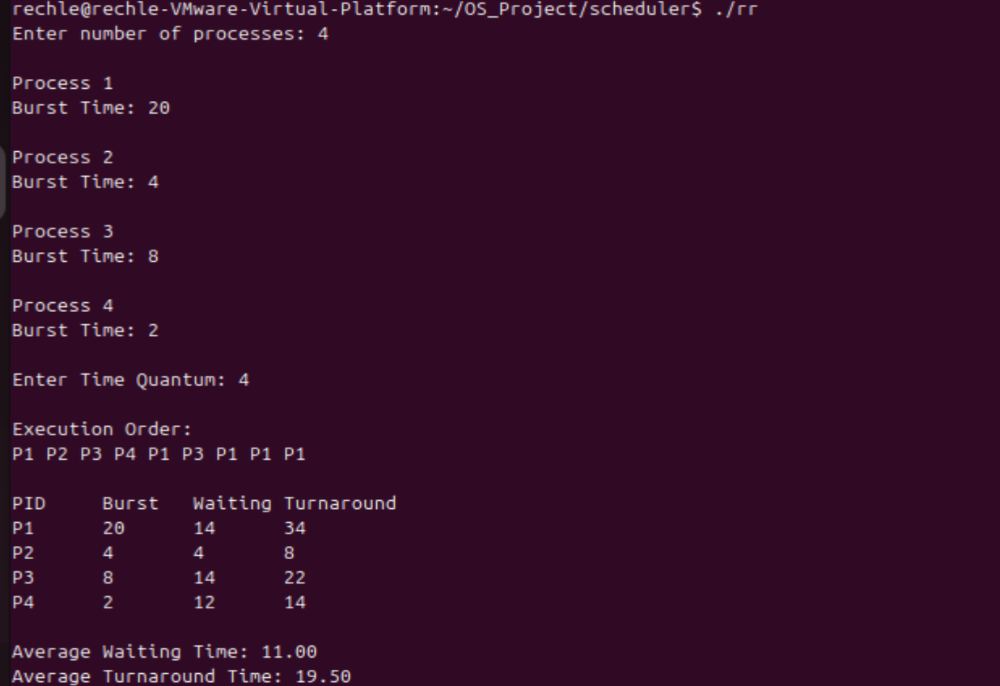 rechle@rechle-VMware-Virtual-Platform:~/OS_Project/scheduler$ ./rr
Enter number of processes: 4
Process 1
Burst Time: 20
Process 2
Burst Time: 4
Process 3
Burst Time: 8
Process 4
Burst Time: 2
Enter Time Quantum: 4
Execution Order:
P1 P2 P3 P4 P1 P3 P1 P1 P1
PID Burst Waiting Turnaround
P1 20 14 34
P2 4 4 8
P3 8 14 22
P4 2 12 14
Average Waiting Time: 11.00
Average Turnaround Time: 19.50